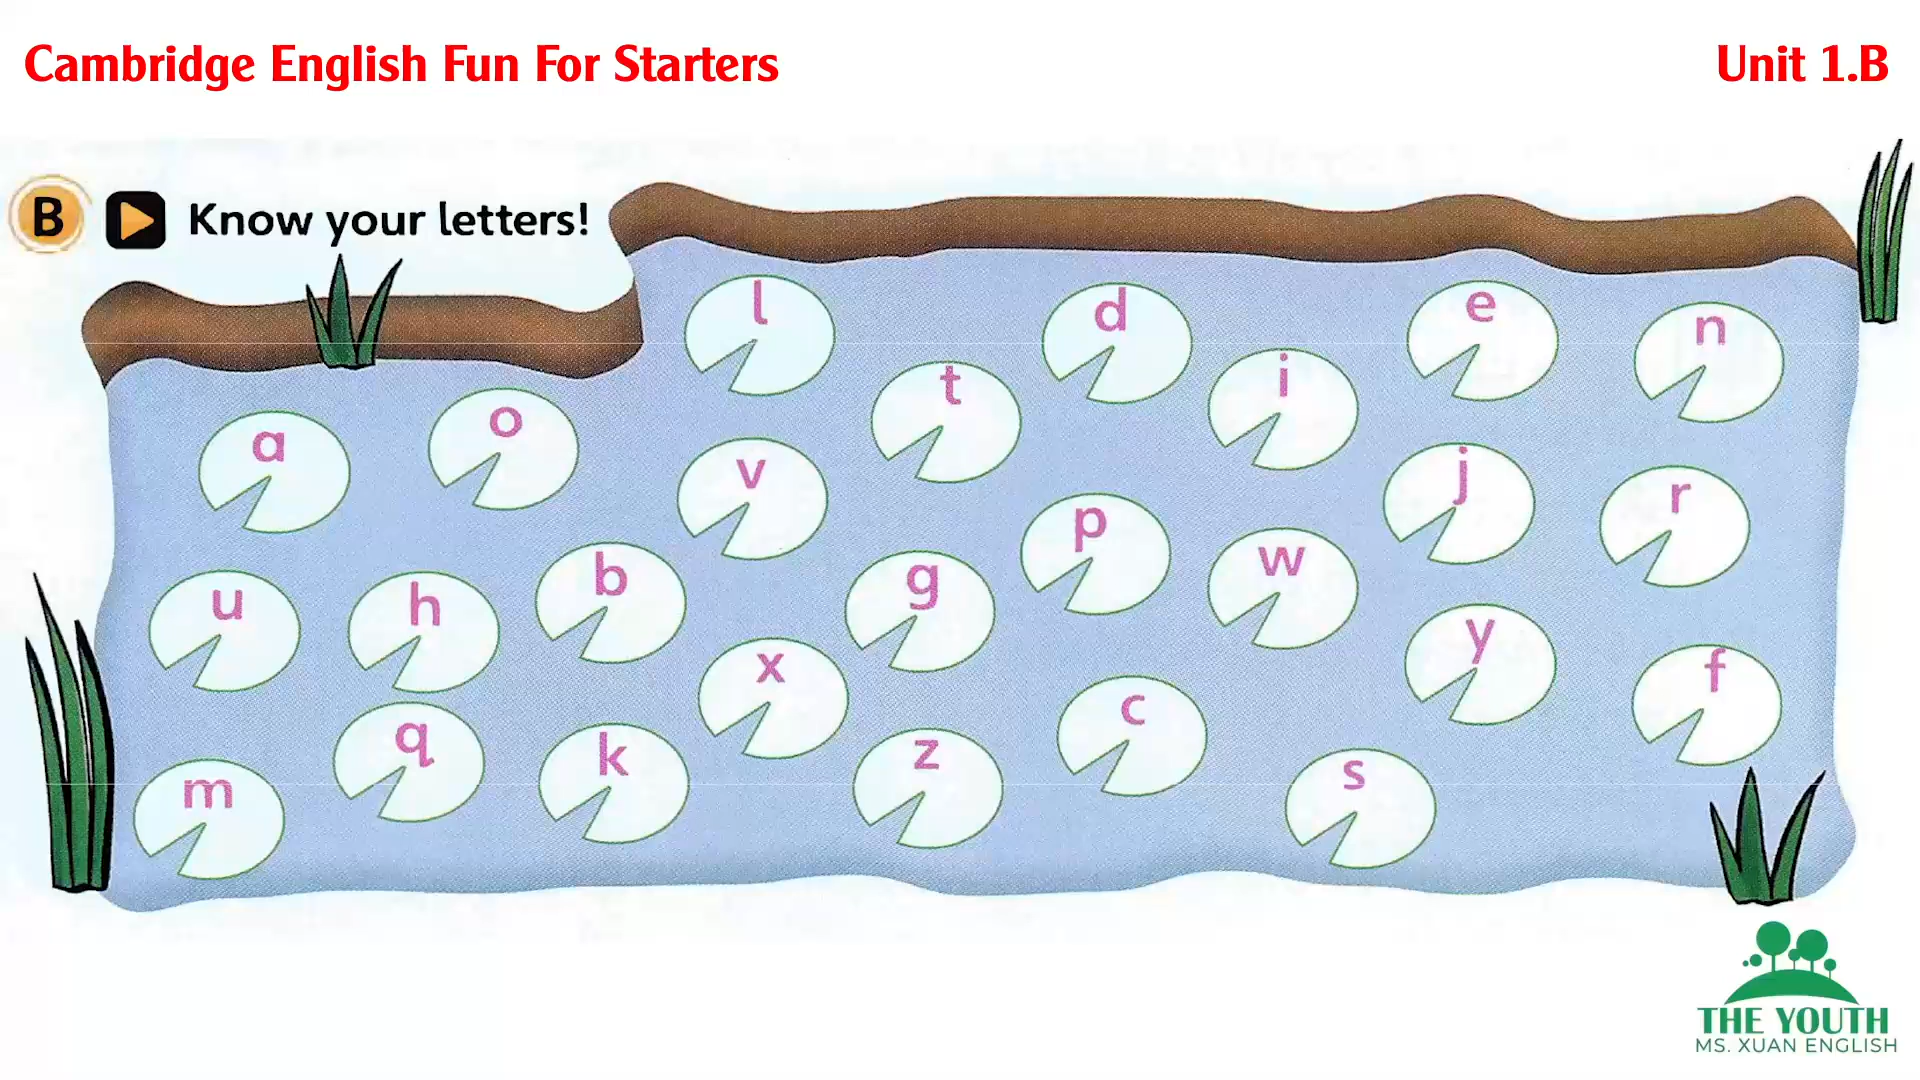 Cambridge English Fun For Starters
Unit 1.B
B Know your letters!
l d e n
t i
a o
v j r
p
u h b g w
x y f
m q k z c s
THE YOUTH
MS. XUAN ENGLISH